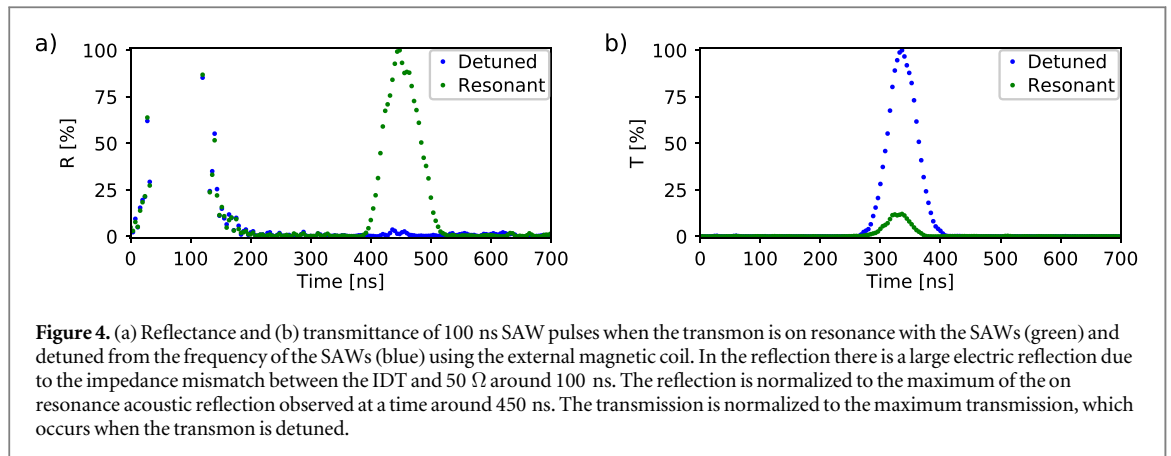 a)
100
75
50
25
0
R [%]
0 100 200 300 400 500 600 700
Time [ns]
Detuned
Resonant
b)
100
75
50
25
0
T [%]
0 100 200 300 400 500 600 700
Time [ns]
Detuned
Resonant
Figure 4. (a) Reflectance and (b) transmittance of 100 ns SAW pulses when the transmon is on resonance with the SAWs (green) and
detuned from the frequency of the SAWs (blue) using the external magnetic coil. In the reflection there is a large electric reflection due
to the impedance mismatch between the IDT and 50 Ω around 100 ns. The reflection is normalized to the maximum of the on
resonance acoustic reflection observed at a time around 450 ns. The transmission is normalized to the maximum transmission, which
occurs when the transmon is detuned.